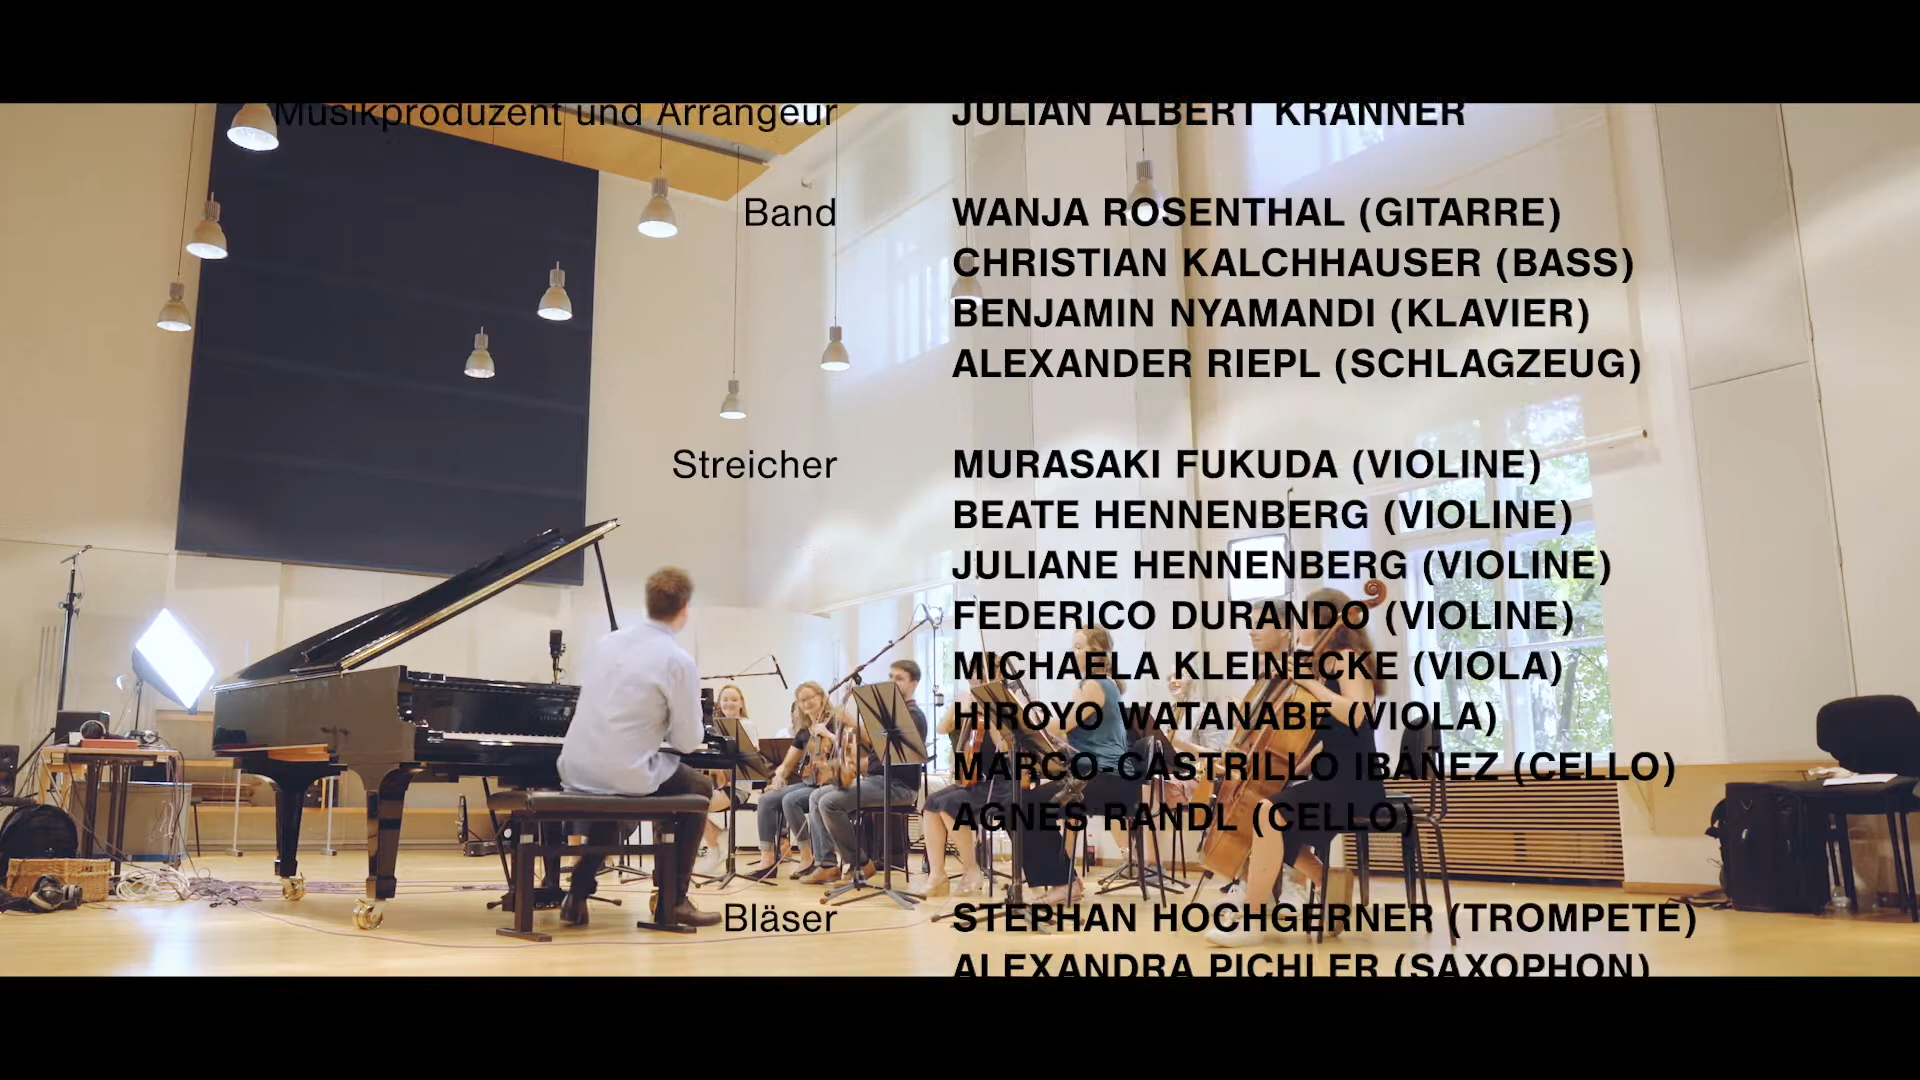 Musikproduzent und Arrangeur JULIAN ALBERT KRANNER
Band WANJA ROSENTHAL (GITARRE)
CHRISTIAN KALCHHAUSER (BASS)
BENJAMIN NYAMANDI (KLAVIER)
ALEXANDER RIEPL (SCHLAGZEUG)
Streicher MURASAKI FUKUDA (VIOLINE)
BEATE HENNENBERG (VIOLINE)
JULIANE HENNENBERG (VIOLINE)
FEDERICO DURANDO (VIOLINE)
MICHAELA KLEINECKE (VIOLA)
HIROYO WATANABE (VIOLA)
MARCO-CASTRILLO IBÁÑEZ (CELLO)
AGNES RANDL (CELLO)
Bläser STEPHAN HOCHGERNER (TROMPETE)
ALEXANDRA PICHLER (SAXOPHON)